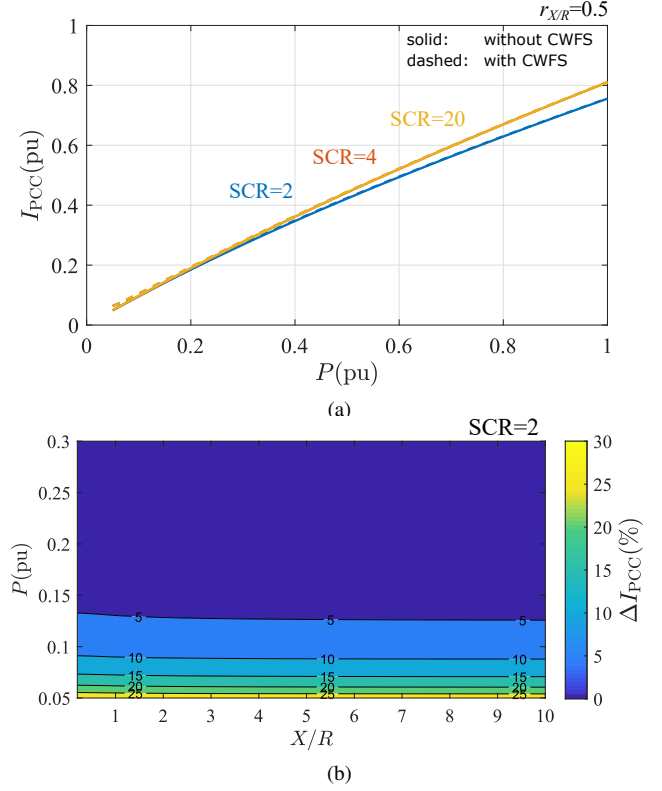 r_{X/R}=0.5
1
solid: without CWFS
dashed: with CWFS
0.8
SCR=20
0.6
SCR=4
I_{PCC}(pu)
SCR=2
0.4
0.2
0
0 0.2 0.4 0.6 0.8 1
P(pu)
(a)
SCR=2
0.3 30
0.25 25
0.2 20
P(pu)
ΔI_{PCC}(%)
0.15 15
5 5 5
0.1 10
10 10 10
15 15 15
5
20 20 20
25 25 25
0.05 0
1 2 3 4 5 6 7 8 9 10
X/R
(b)